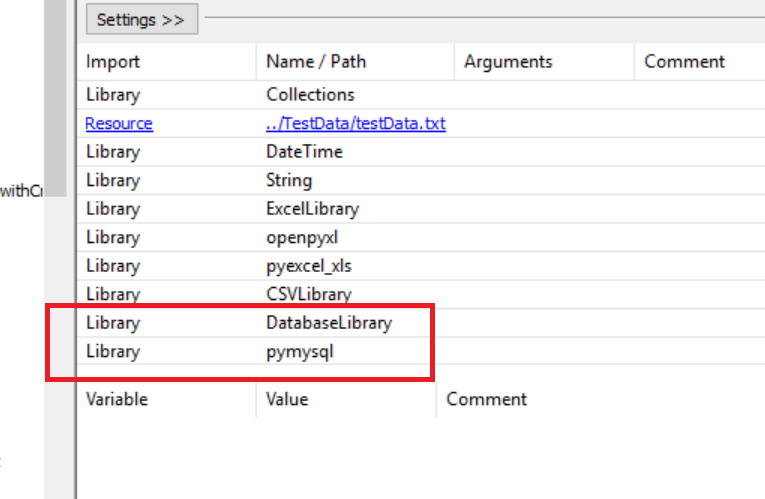 Settings >>
Import Name / Path Arguments Comment
Library Collections
Resource ../TestData/testData.txt
Library DateTime
Library String
withCr
Library ExcelLibrary
Library openpyxl
Library pyexcel_xls
Library CSVLibrary
Library DatabaseLibrary
Library pymysql
Variable Value Comment